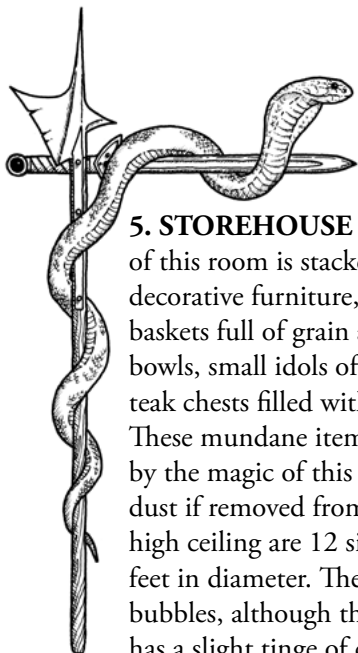 5. STOREHOUSE
of this room is stack
decorative furniture,
baskets full of grain
bowls, small idols of
teak chests filled wit
These mundane item
by the magic of this
dust if removed from
high ceiling are 12 si
feet in diameter. The
bubbles, although th
has a slight tinge of